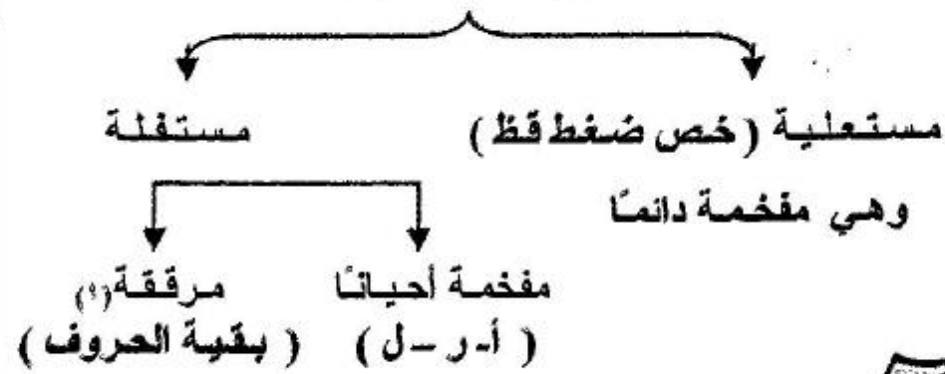 مستعلية (خص ضغط قظ) مستفلة
وهي مفخمة دائمًا
مفخمة أحيانًا مرققة
(أ- ر – ل) (بقية الحروف)